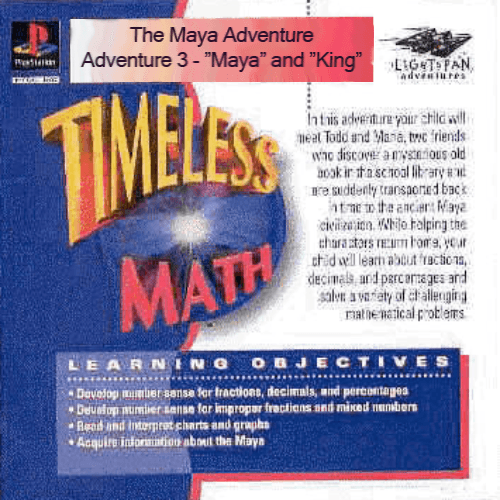 The Maya Adventure
Adventure 3 - ”Maya” and ”King”
PlayStation
LIGHTSPAN
adventures
TIMELESS
MATH
In this adventure your child will
meet Todd and Maria, two friends
who discover a mysterious old
book in the school library and
are suddenly transported back
in time to the ancient Maya
civilization. While helping the
characters return home, your
child will learn about fractions,
decimals, and percentages and
solve a variety of challenging
mathematical problems.
LEARNING OBJECTIVES
• Develop number sense for fractions, decimals, and percentages
• Develop number sense for improper fractions and mixed numbers
• Read and interpret charts and graphs
• Acquire information about the Maya